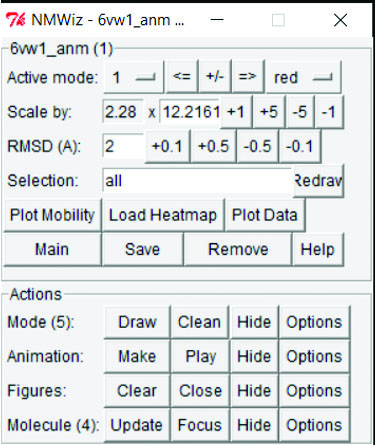 NMWiz - 6vw1_anm ...
6vw1_anm (1)
Active mode: 1 <= +/- => red
Scale by: 2.28 x 12.2161 +1 +5 -5 -1
RMSD (A): 2 +0.1 +0.5 -0.5 -0.1
Selection: all Redraw
Plot Mobility Load Heatmap Plot Data
Main Save Remove Help
Actions
Mode (5): Draw Clean Hide Options
Animation: Make Play Hide Options
Figures: Clear Close Hide Options
Molecule (4): Update Focus Hide Options